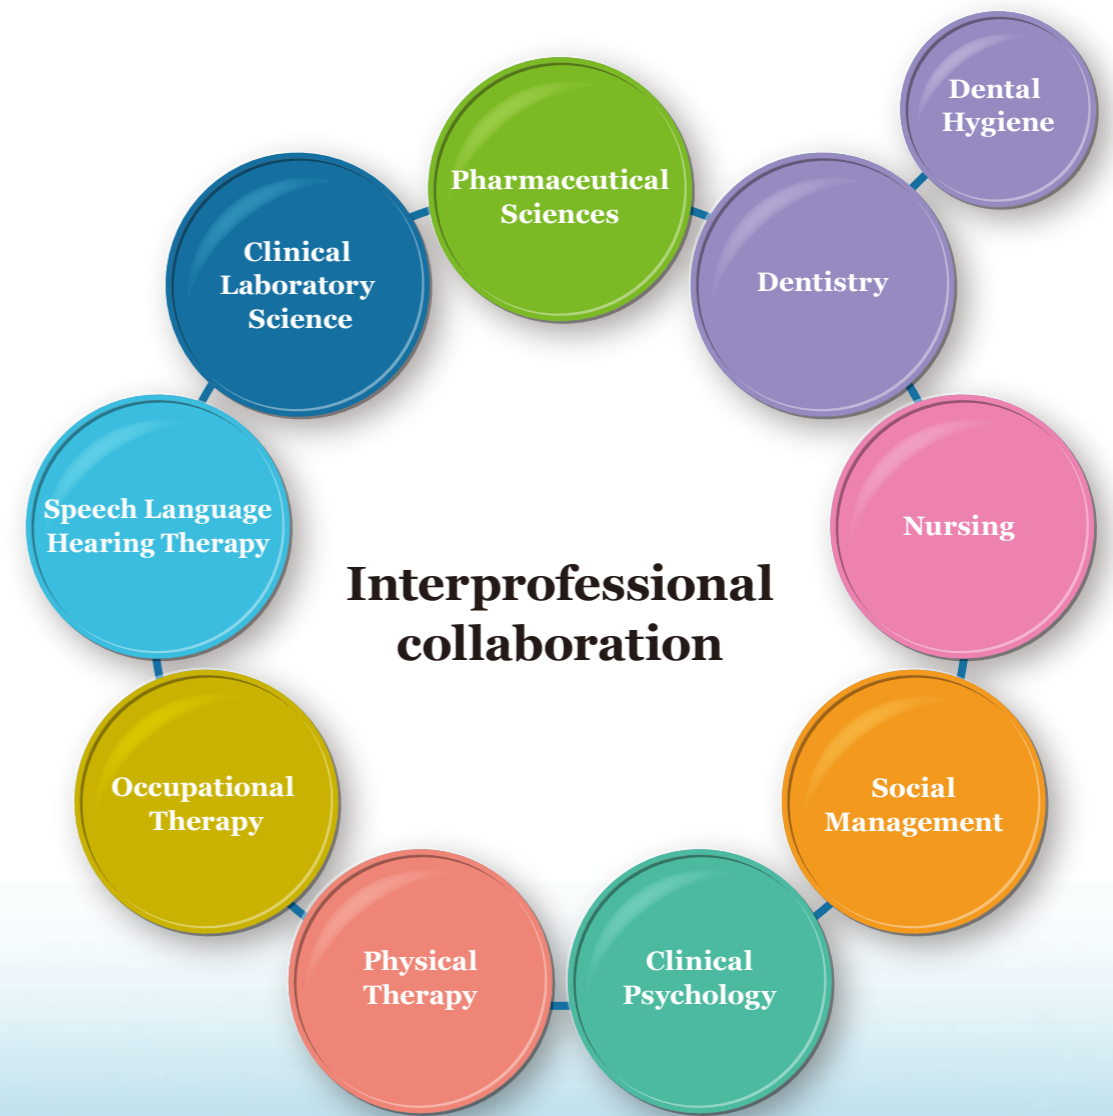 Dental
Hygiene
Pharmaceutical
Sciences
Clinical
Laboratory
Science
Dentistry
Speech Language
Hearing Therapy
Nursing
Interprofessional
collaboration
Occupational
Therapy
Social
Management
Physical
Therapy
Clinical
Psychology